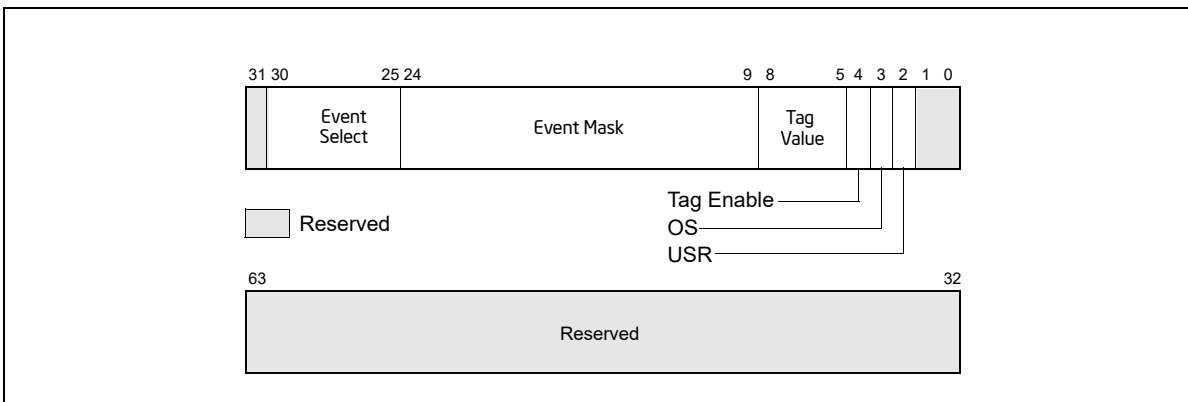 31 30 25 24 9 8 5 4 3 2 1 0
Event
Select
Event Mask
Tag
Value
Tag Enable
Reserved
OS
USR
63 32
Reserved